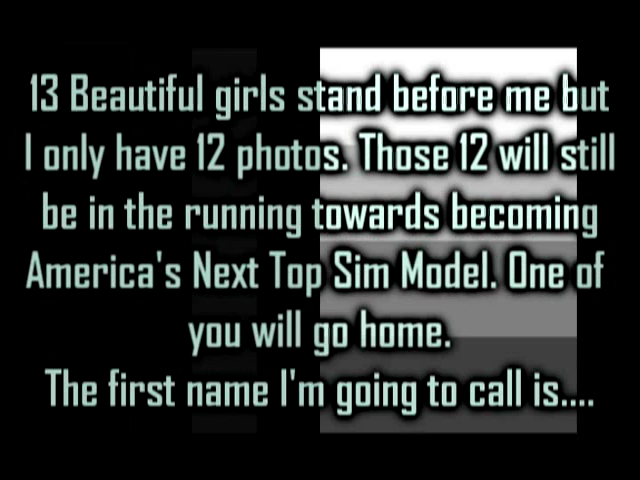 13 Beautiful girls stand before me but
I only have 12 photos. Those 12 will still
be in the running towards becoming
America's Next Top Sim Model. One of
you will go home.
The first name I'm going to call is....